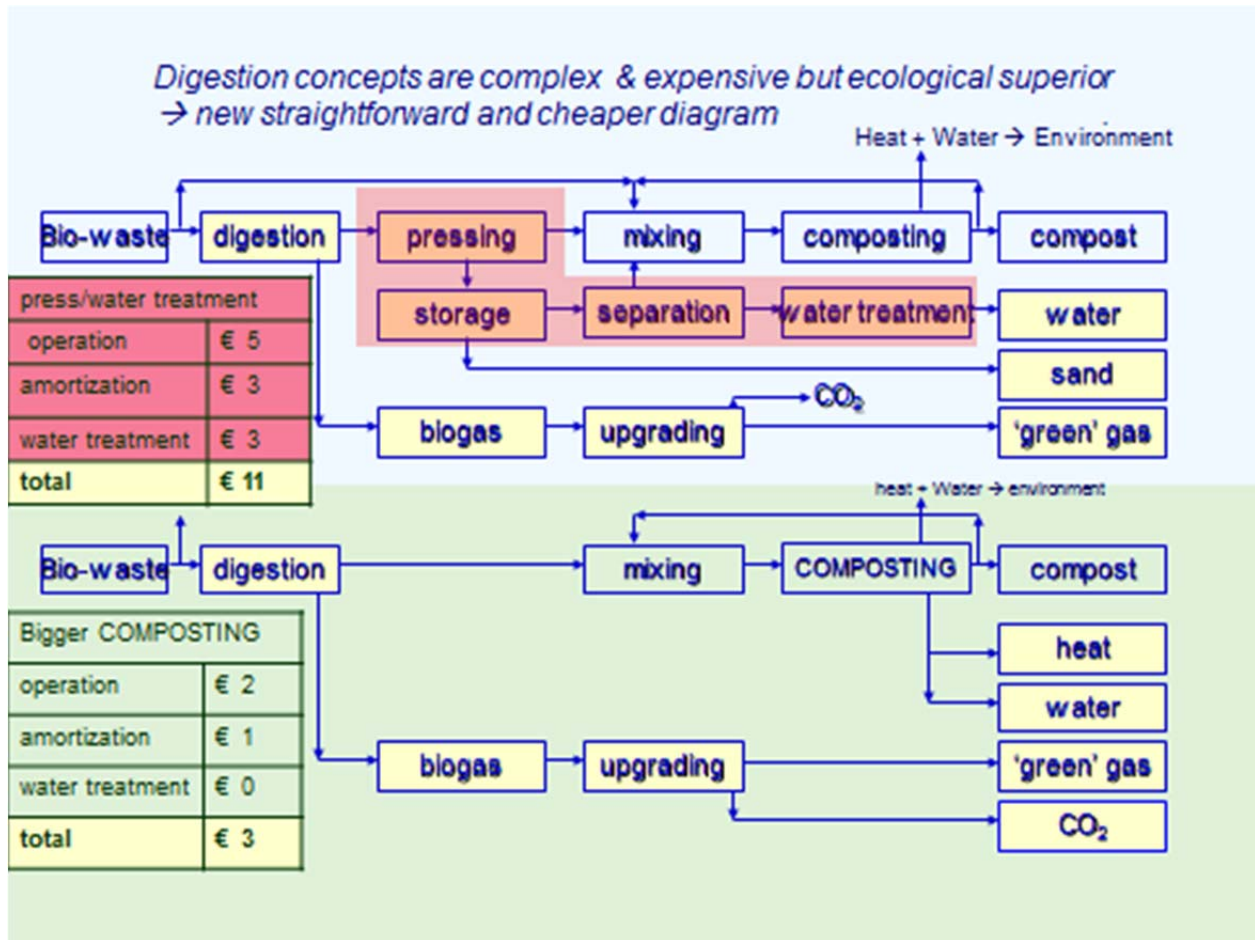 Digestion concepts are complex & expensive but ecological superior
→ new straightforward and cheaper diagram
Heat + Water → Environment
Bio-waste
digestion
pressing
mixing
composting
compost
storage
separation
water treatment
water
sand
CO₂
biogas
upgrading
'green' gas
press/water treatment
operation € 5
amortization € 3
water treatment € 3
total € 11
heat + Water → environment
Bio-waste
digestion
mixing
COMPOSTING
compost
heat
water
biogas
upgrading
'green' gas
CO₂
Bigger COMPOSTING
operation € 2
amortization € 1
water treatment € 0
total € 3